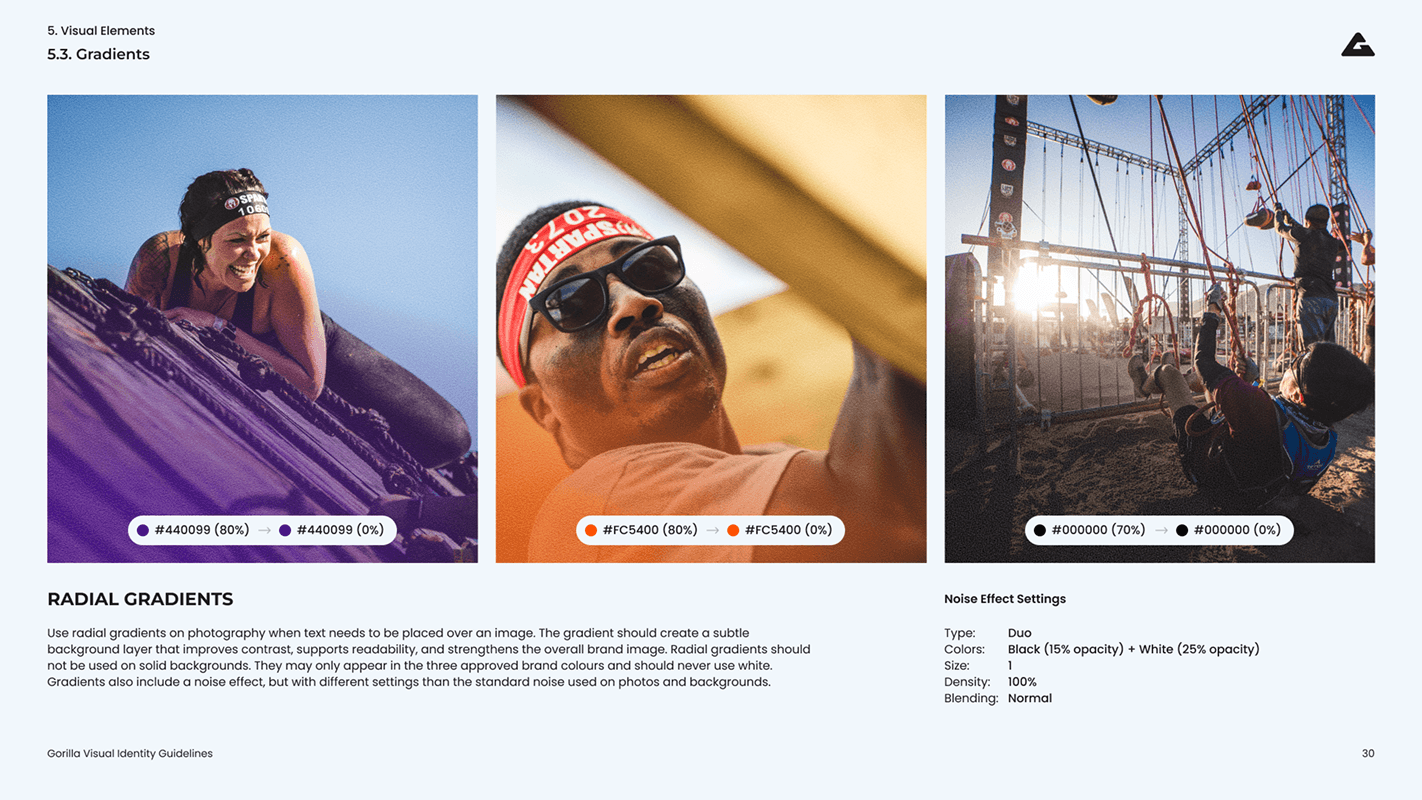 5. Visual Elements
5.3. Gradients
SPAR
1060
2073
SPARTAN
#440099 (80%) → #440099 (0%)
#FC5400 (80%) → #FC5400 (0%)
#000000 (70%) → #000000 (0%)
RADIAL GRADIENTS
Use radial gradients on photography when text needs to be placed over an image. The gradient should create a subtle
background layer that improves contrast, supports readability, and strengthens the overall brand image. Radial gradients should
not be used on solid backgrounds. They may only appear in the three approved brand colours and should never use white.
Gradients also include a noise effect, but with different settings than the standard noise used on photos and backgrounds.
Noise Effect Settings
Type: Duo
Colors: Black (15% opacity) + White (25% opacity)
Size: 1
Density: 100%
Blending: Normal
Gorilla Visual Identity Guidelines
30